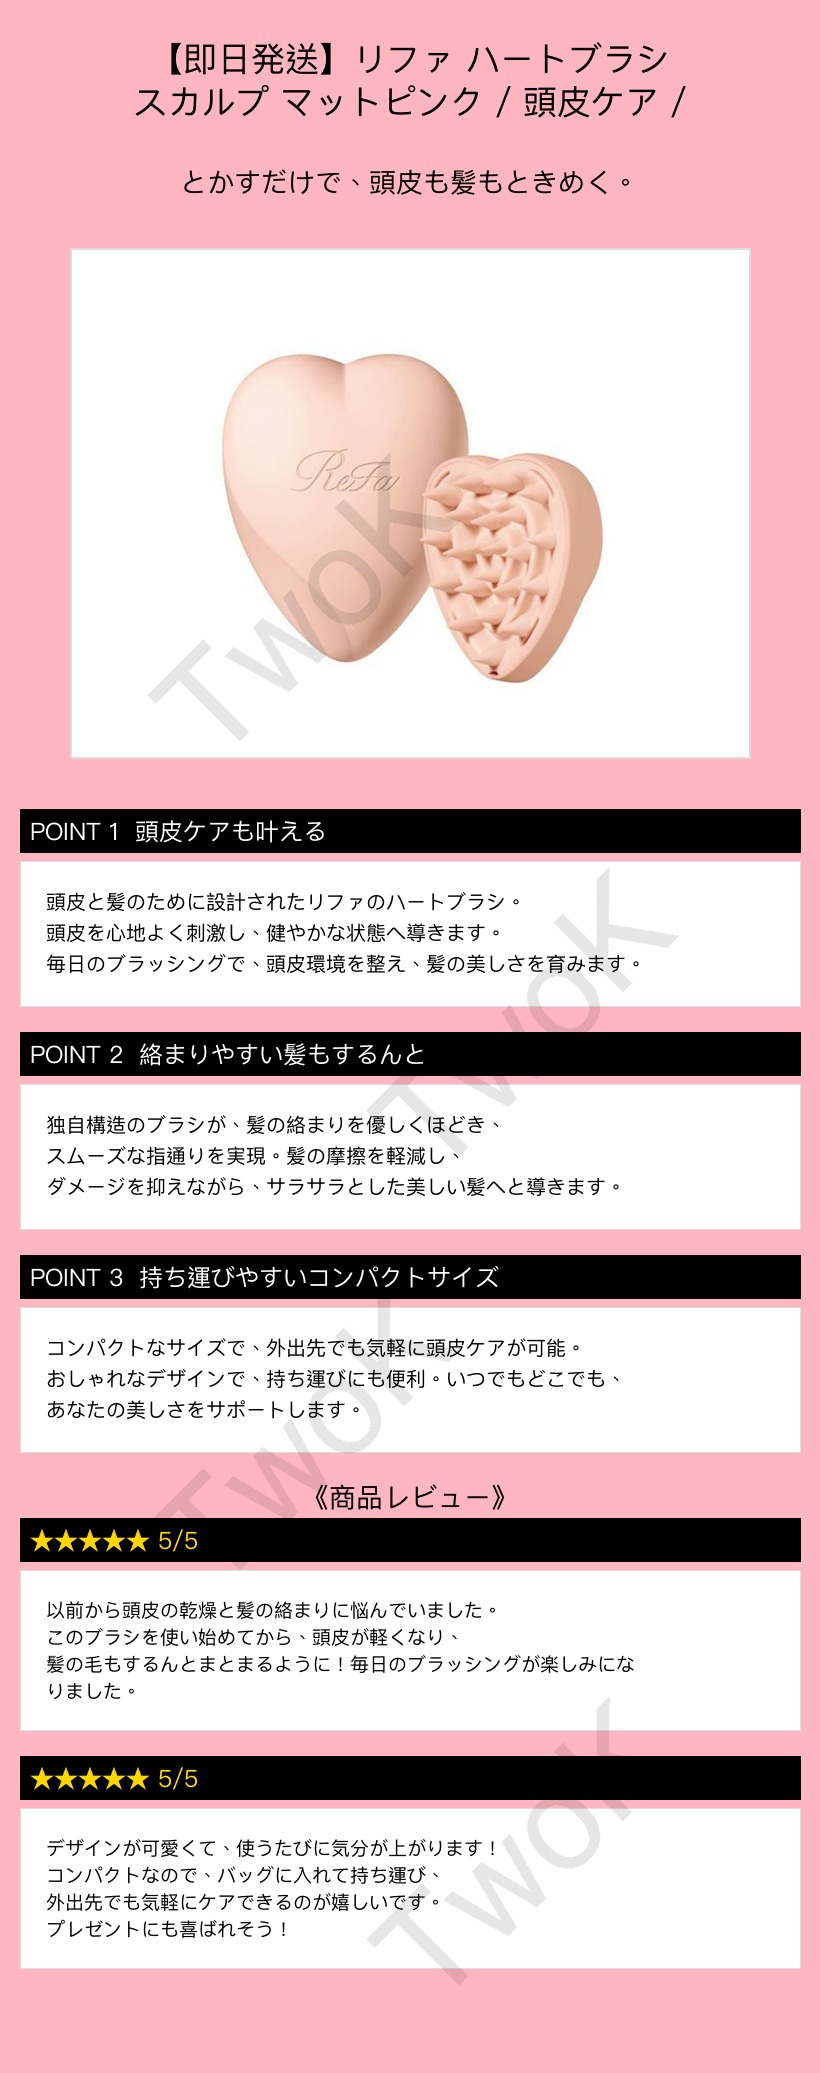 【即日発送】リファ ハートブラシ
スカルプ マットピンク / 頭皮ケア /
とかすだけで、頭皮も髪もときめく。
ReFa
TwoK
POINT 1 頭皮ケアも叶える
頭皮と髪のために設計されたリファのハートブラシ。
頭皮を心地よく刺激し、健やかな状態へ導きます。
毎日のブラッシングで、頭皮環境を整え、髪の美しさを育みます。
TwoK
POINT 2 絡まりやすい髪もするんと
独自構造のブラシが、髪の絡まりを優しくほどき、
スムーズな指通りを実現。髪の摩擦を軽減し、
ダメージを抑えながら、サラサラとした美しい髪へと導きます。
POINT 3 持ち運びやすいコンパクトサイズ
コンパクトなサイズで、外出先でも気軽に頭皮ケアが可能。
おしゃれなデザインで、持ち運びにも便利。いつでもどこでも、
あなたの美しさをサポートします。
TwoK
《商品レビュー》
★★★★★ 5/5
以前から頭皮の乾燥と髪の絡まりに悩んでいました。
このブラシを使い始めてから、頭皮が軽くなり、
髪の毛もするんとまとまるように！毎日のブラッシングが楽しみにな
りました。
★★★★★ 5/5
デザインが可愛くて、使うたびに気分が上がります！
コンパクトなので、バッグに入れて持ち運び、
外出先でも気軽にケアできるのが嬉しいです。
プレゼントにも喜ばれそう！
TwoK